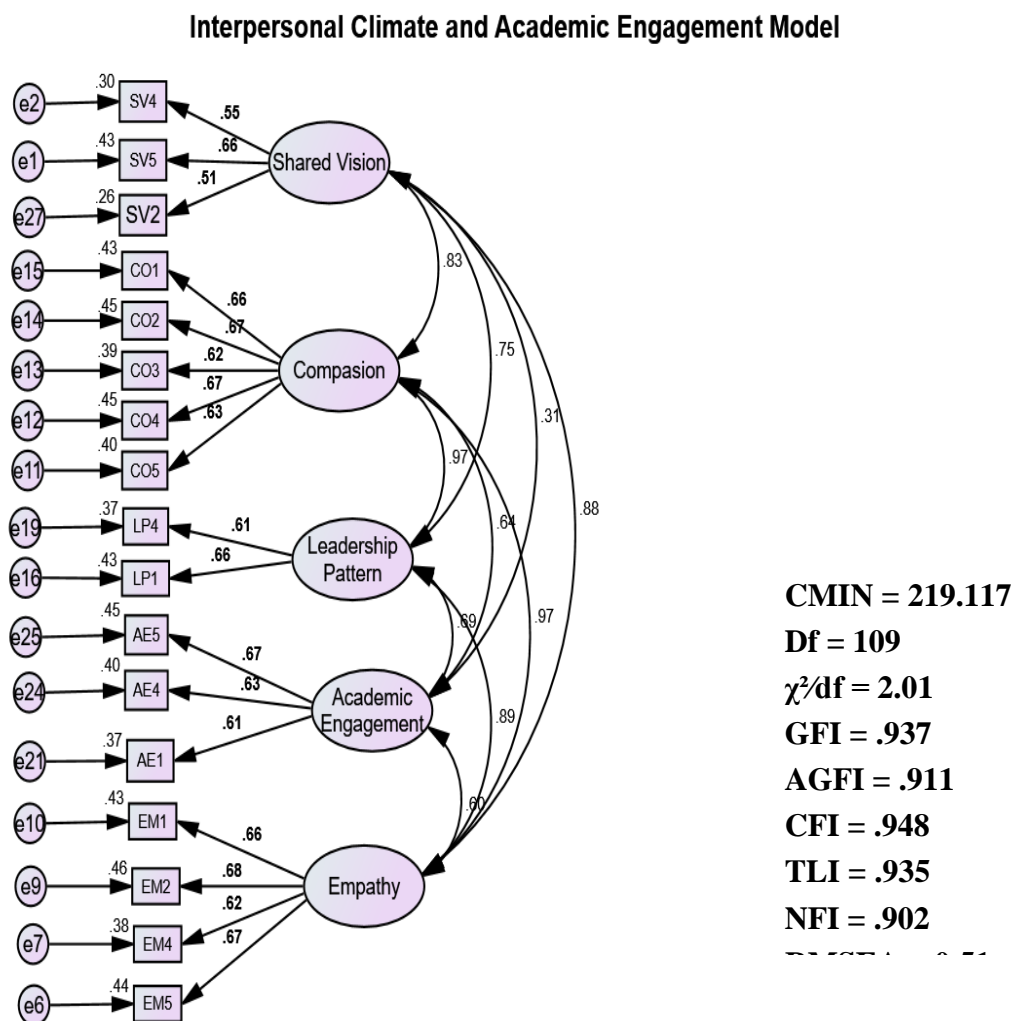 Interpersonal Climate and Academic Engagement Model
e2 .30 SV4 .55
e1 .43 SV5 .66
e27 .26 SV2 .51
Shared Vision
e15 .43 CO1 .66
e14 .45 CO2 .67
e13 .39 CO3 .62
e12 .45 CO4 .67
e11 .40 CO5 .63
Compasion
e19 .37 LP4 .61
e16 .43 LP1 .66
Leadership
Pattern
e25 .45 AE5 .67
e24 .40 AE4 .63
e21 .37 AE1 .61
Academic
Engagement
e10 .43 EM1 .66
e9 .46 EM2 .68
e7 .38 EM4 .62
e6 .44 EM5 .67
Empathy
.83
.75
.31
.97
.64
.88
.69
.97
.89
.60
CMIN = 219.117
Df = 109
χ²⁄df = 2.01
GFI = .937
AGFI = .911
CFI = .948
TLI = .935
NFI = .902